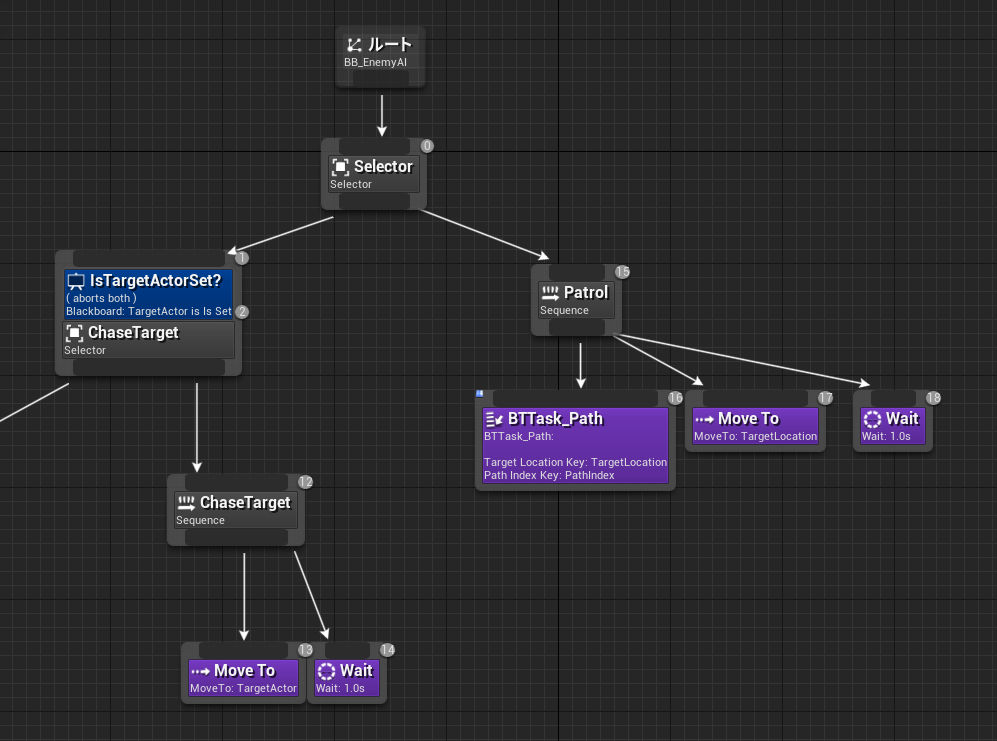 ルート
BB_EnemyAI
0
Selector
Selector
1
IsTargetActorSet?
( aborts both )
Blackboard: TargetActor is Is Set
2
ChaseTarget
Selector
15
Patrol
Sequence
16
BTTask_Path
BTTask_Path:
Target Location Key: TargetLocation
Path Index Key: PathIndex
17
Move To
MoveTo: TargetLocation
18
Wait
Wait: 1.0s
12
ChaseTarget
Sequence
13
Move To
MoveTo: TargetActor
14
Wait
Wait: 1.0s